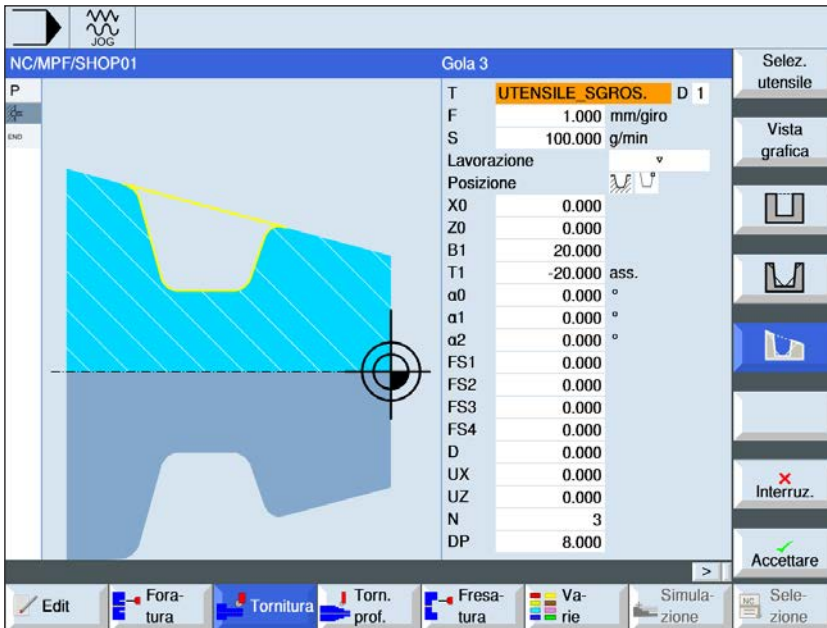 JOG
NC/MPF/SHOP01
Gola 3
P
END
T UTENSILE_SGROS. D 1
F 1.000 mm/giro
S 100.000 g/min
Lavorazione ▿
Posizione
X0 0.000
Z0 0.000
B1 20.000
T1 -20.000 ass.
α0 0.000 °
α1 0.000 °
α2 0.000 °
FS1 0.000
FS2 0.000
FS3 0.000
FS4 0.000
D 0.000
UX 0.000
UZ 0.000
N 3
DP 8.000
Selez.
utensile
Vista
grafica
Interruz.
Accettare
>
Edit
Fora-
tura
Tornitura
Torn.
prof.
Fresa-
tura
Va-
rie
Simula-
zione
NC
Sele-
zione